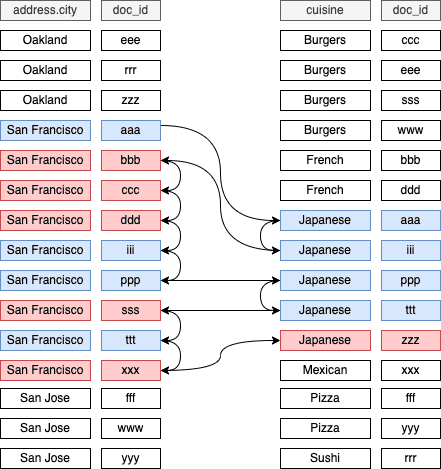 address.city doc_id cuisine doc_id
Oakland eee Burgers ccc
Oakland rrr Burgers eee
Oakland zzz Burgers sss
San Francisco aaa Burgers www
San Francisco bbb French bbb
San Francisco ccc French ddd
San Francisco ddd Japanese aaa
San Francisco iii Japanese iii
San Francisco ppp Japanese ppp
San Francisco sss Japanese ttt
San Francisco ttt Japanese zzz
San Francisco xxx Mexican xxx
San Jose fff Pizza fff
San Jose www Pizza yyy
San Jose yyy Sushi rrr